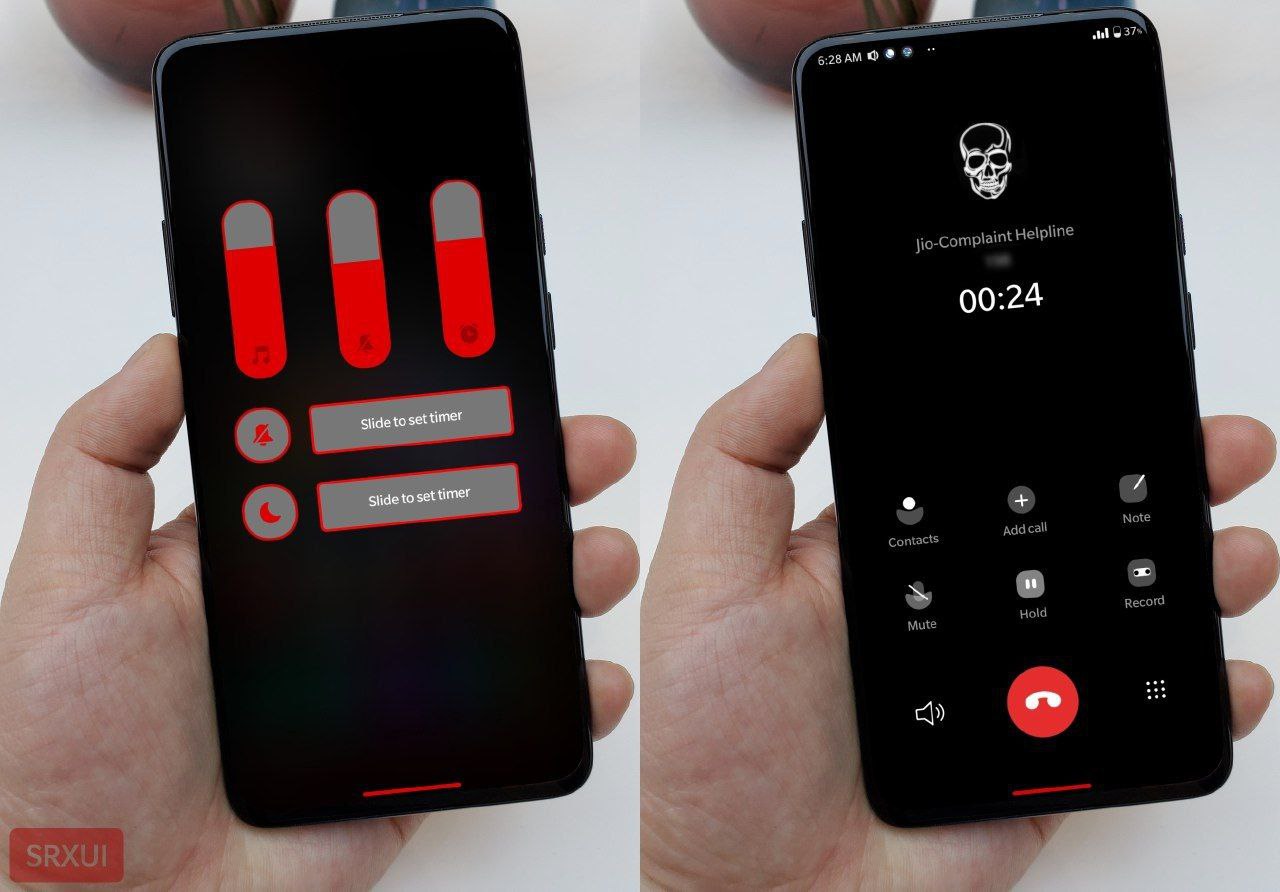 Slide to set timer
Slide to set timer
SRXUI
6:28 AM
37%
Jio-Complaint Helpline
00:24
Contacts
Add call
Note
Mute
Hold
Record